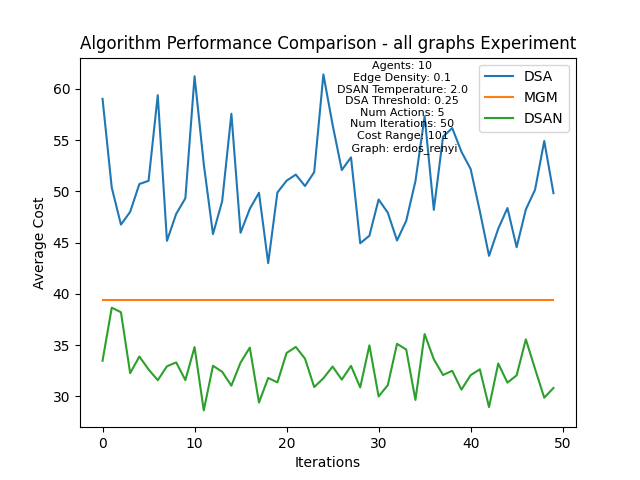 Algorithm Performance Comparison - all graphs Experiment
Agents: 10
Edge Density: 0.1
DSAN Temperature: 2.0
DSA Threshold: 0.25
Num Actions: 5
Num Iterations: 50
Cost Range: 10
Graph: erdos_renyi
DSA
MGM
DSAN
Average Cost
60
55
50
45
40
35
30
0
10
20
30
40
50
Iterations